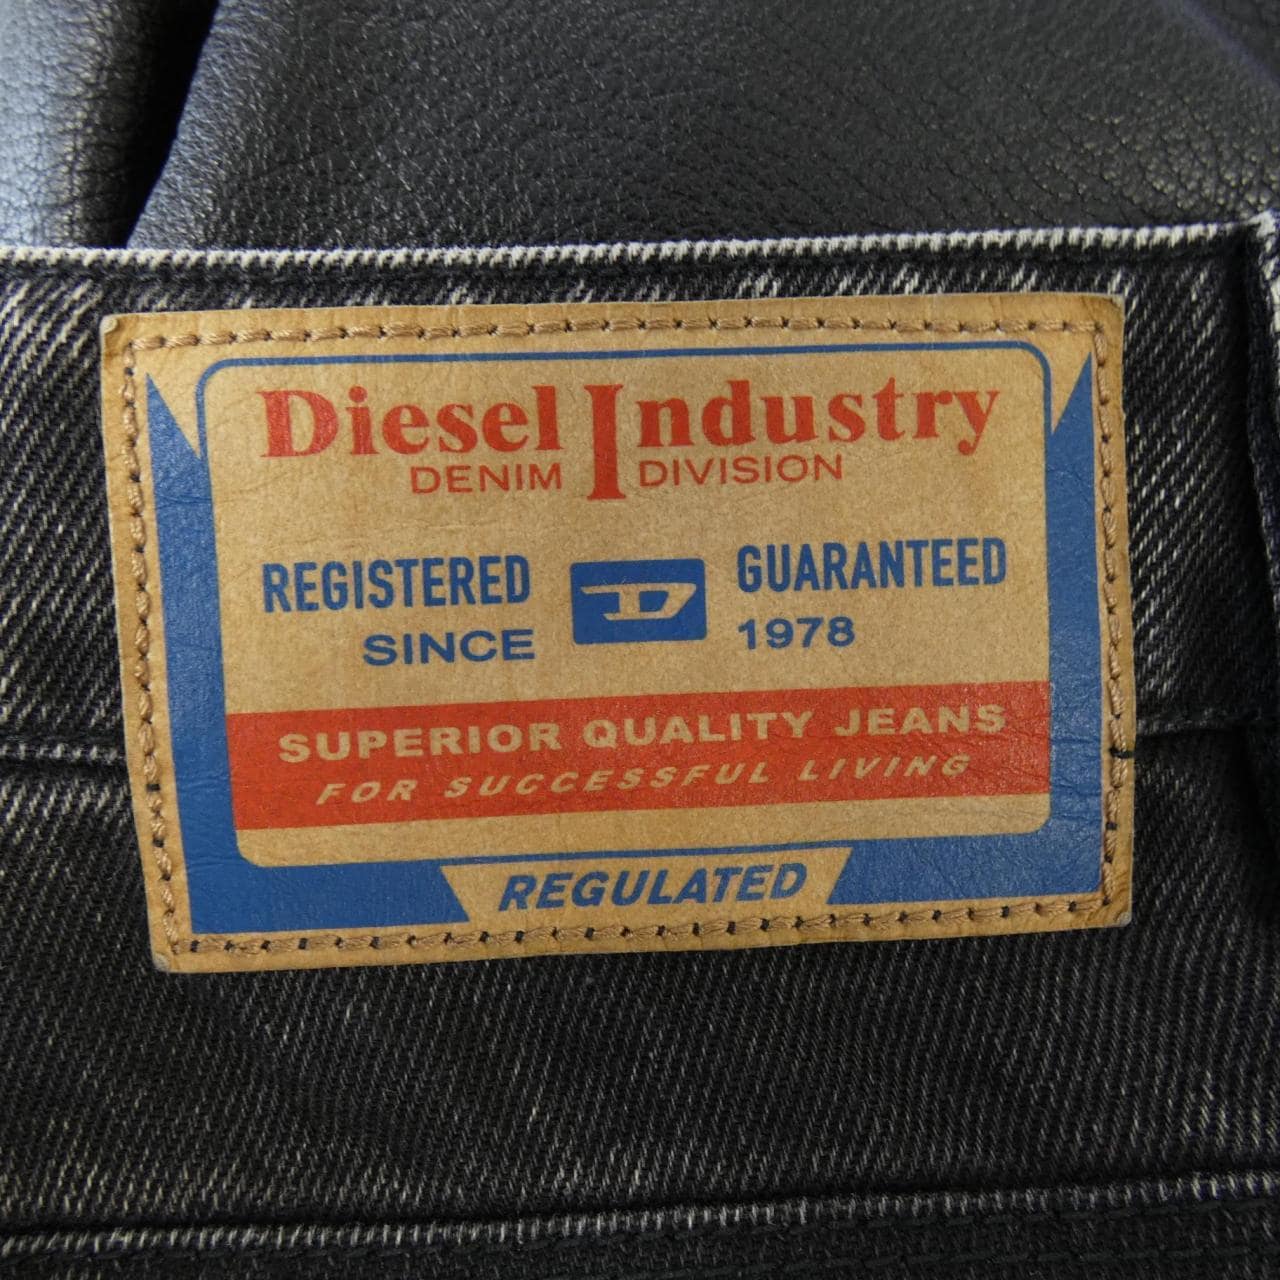 Diesel Industry
DENIM DIVISION
REGISTERED D GUARANTEED
SINCE 1978
SUPERIOR QUALITY JEANS
FOR SUCCESSFUL LIVING
REGULATED